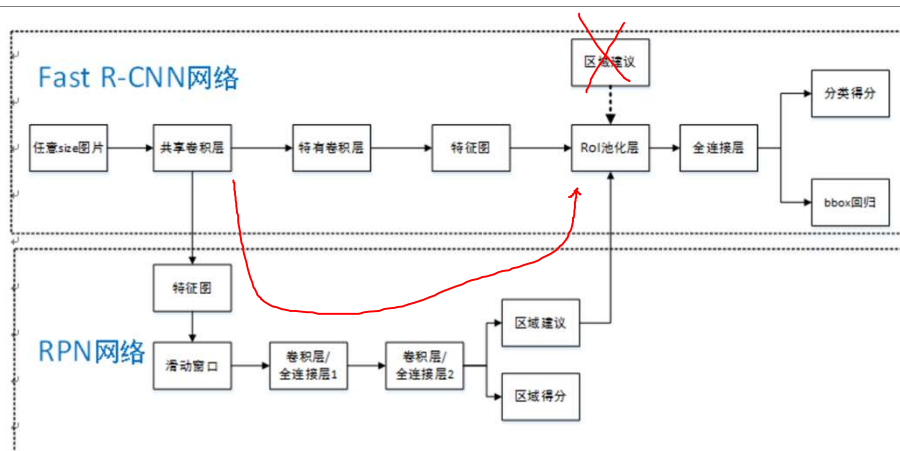 区域建议
Fast R-CNN网络
分类得分
任意size图片
共享卷积层
特有卷积层
特征图
RoI池化层
全连接层
bbox回归
特征图
区域建议
RPN网络
滑动窗口
卷积层/
全连接层1
卷积层/
全连接层2
区域得分